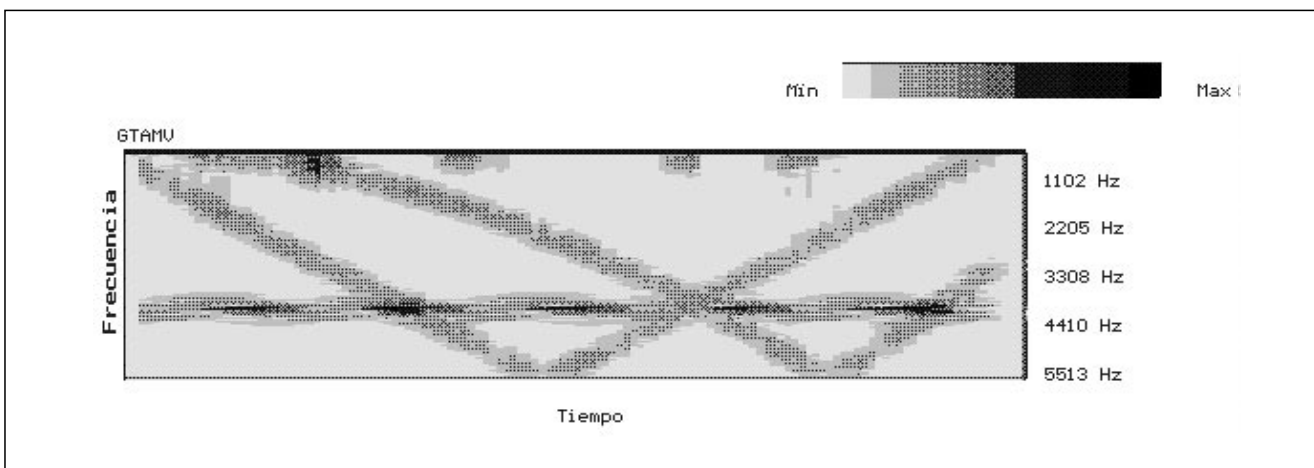 Min Max
GTAMV
Frecuencia
1102 Hz
2205 Hz
3308 Hz
4410 Hz
5513 Hz
Tiempo